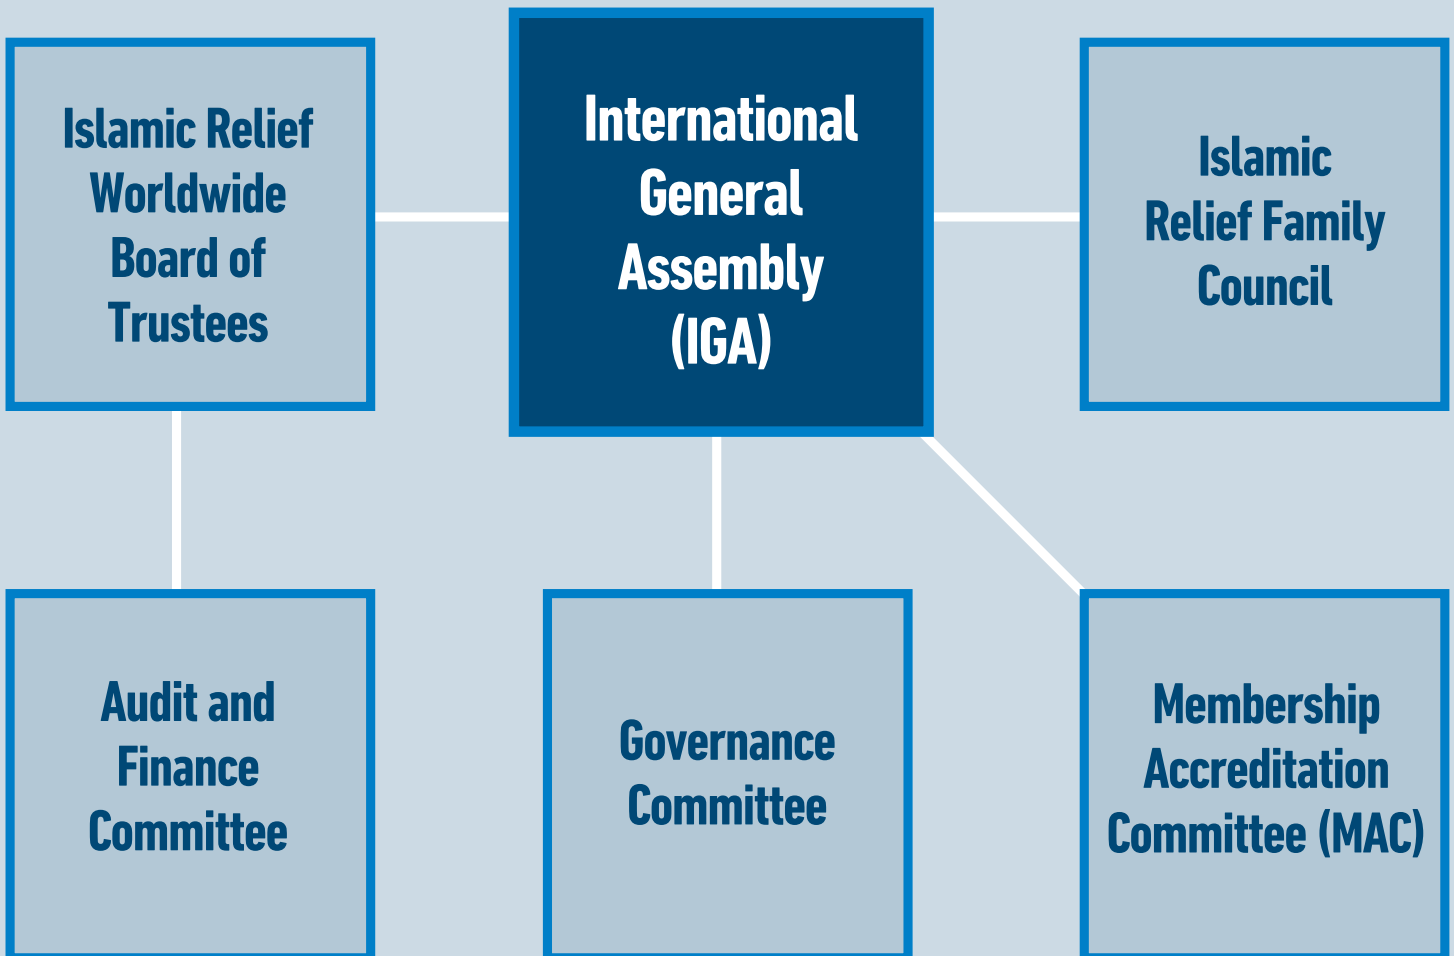 Islamic Relief
Worldwide
Board of
Trustees
International
General
Assembly
(IGA)
Islamic
Relief Family
Council
Audit and
Finance
Committee
Governance
Committee
Membership
Accreditation
Committee (MAC)